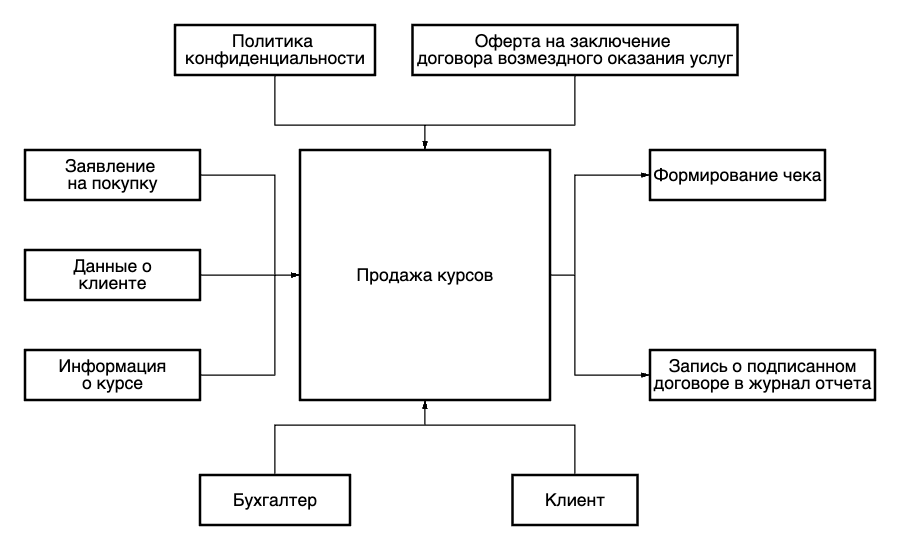 Политика
конфиденциальности
Оферта на заключение
договора возмездного оказания услуг
Заявление
на покупку
Формирование чека
Данные о
клиенте
Продажа курсов
Информация
о курсе
Запись о подписанном
договоре в журнал отчета
Бухгалтер
Клиент